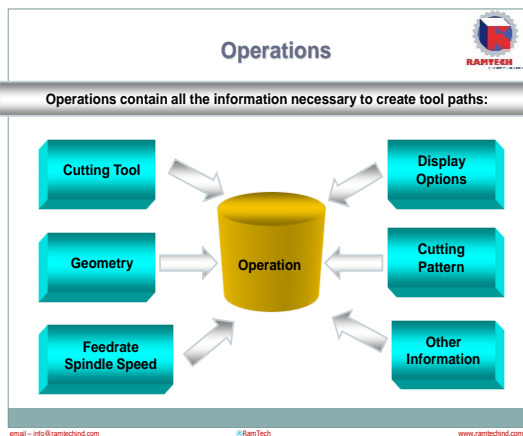 Operations
RAMTECH
Operations contain all the information necessary to create tool paths:
Cutting Tool
Display
Options
Geometry
Operation
Cutting
Pattern
Feedrate
Spindle Speed
Other
Information
email – info@ramtechind.com
®RamTech
www.ramtechind.com